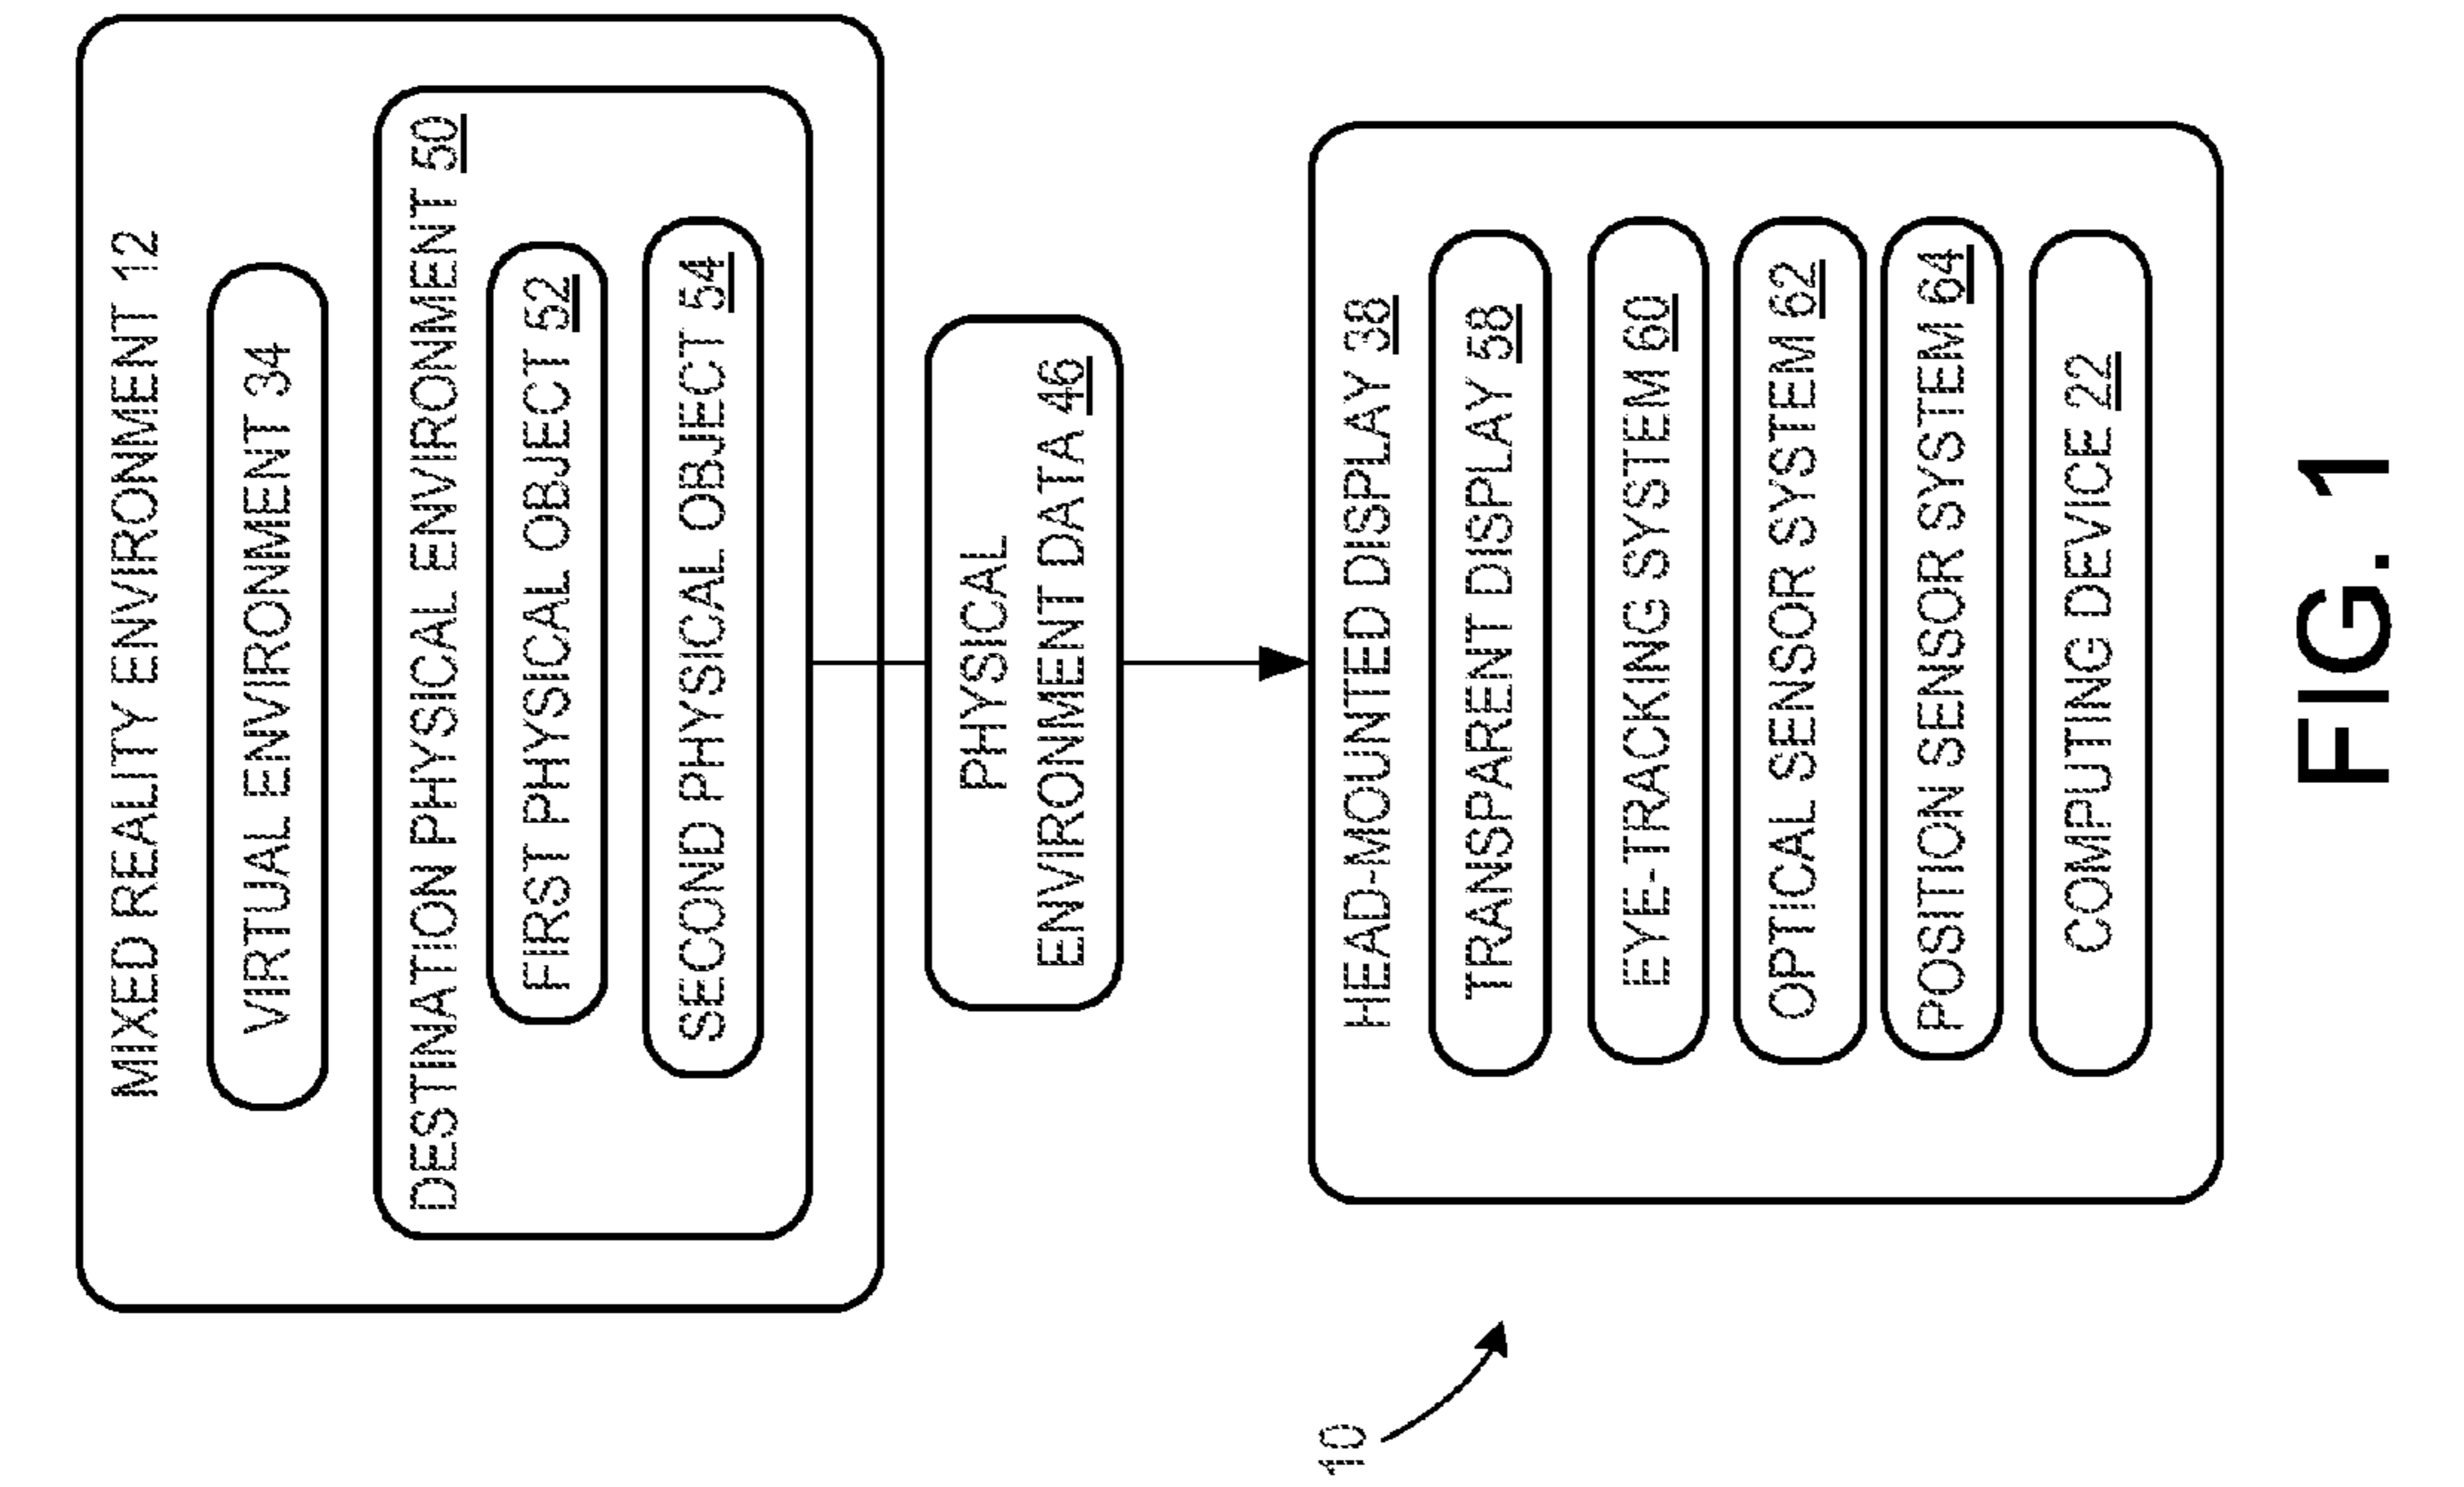 MIXED REALITY ENVIRONMENT 12
VIRTUAL ENVIRONMENT 34
DESTINATION PHYSICAL ENVIRONMENT 50
FIRST PHYSICAL OBJECT 52
SECOND PHYSICAL OBJECT 54
PHYSICAL
ENVIRONMENT DATA 46
10
HEAD-MOUNTED DISPLAY 38
TRANSPARENT DISPLAY 58
EYE-TRACKING SYSTEM 60
OPTICAL SENSOR SYSTEM 62
POSITION SENSOR SYSTEM 64
COMPUTING DEVICE 22
FIG. 1